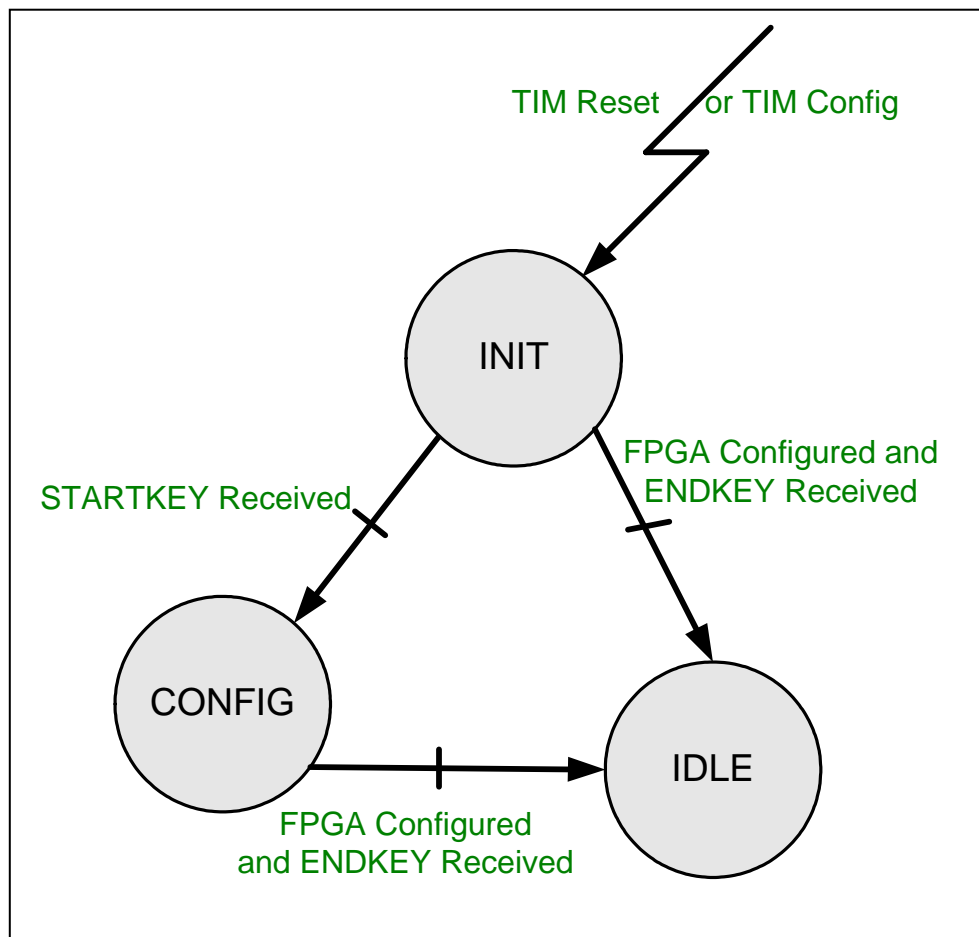 TIM Reset or TIM Config
INIT
FPGA Configured and
ENDKEY Received
STARTKEY Received
CONFIG
IDLE
FPGA Configured
and ENDKEY Received